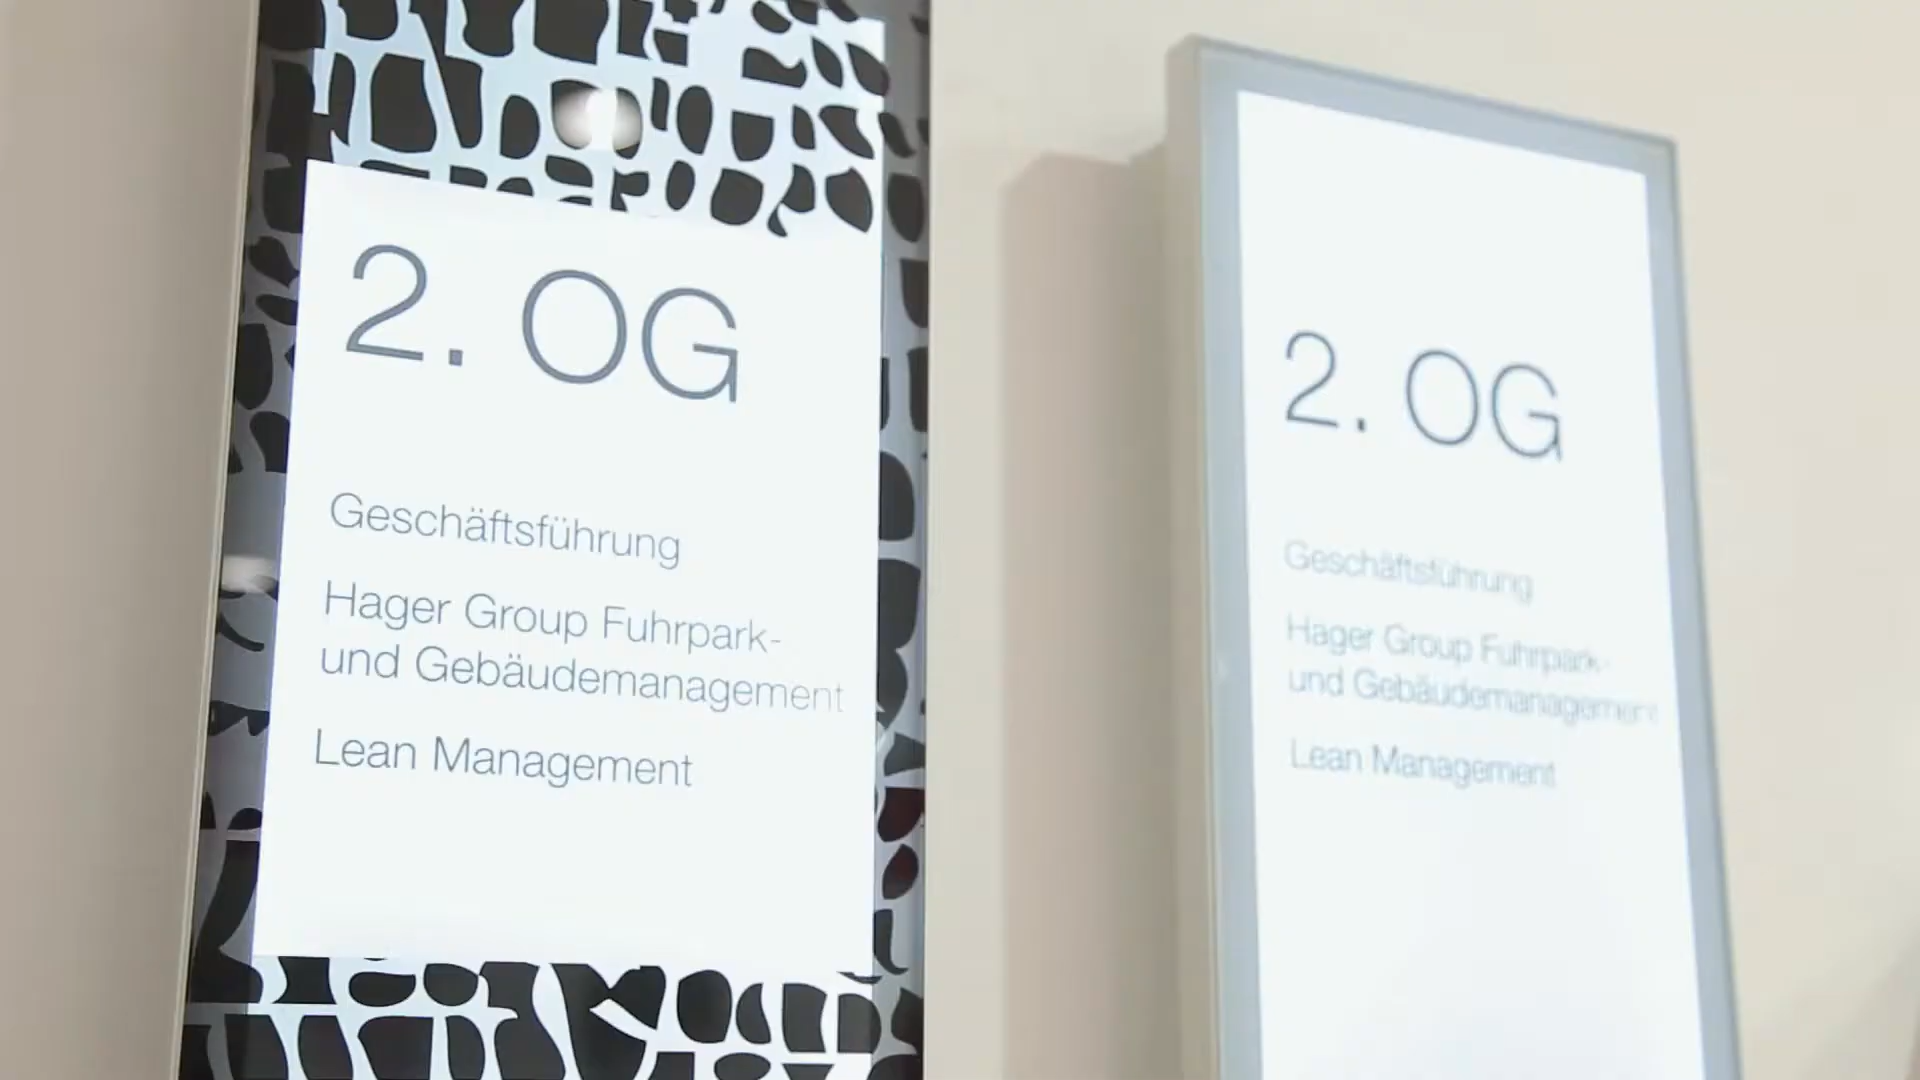 2. OG
Geschäftsführung
Hager Group Fuhrpark-
und Gebäudemanagement
Lean Management
2. OG
Geschäftsführung
Hager Group Fuhrpark-
und Gebäudemanagement
Lean Management